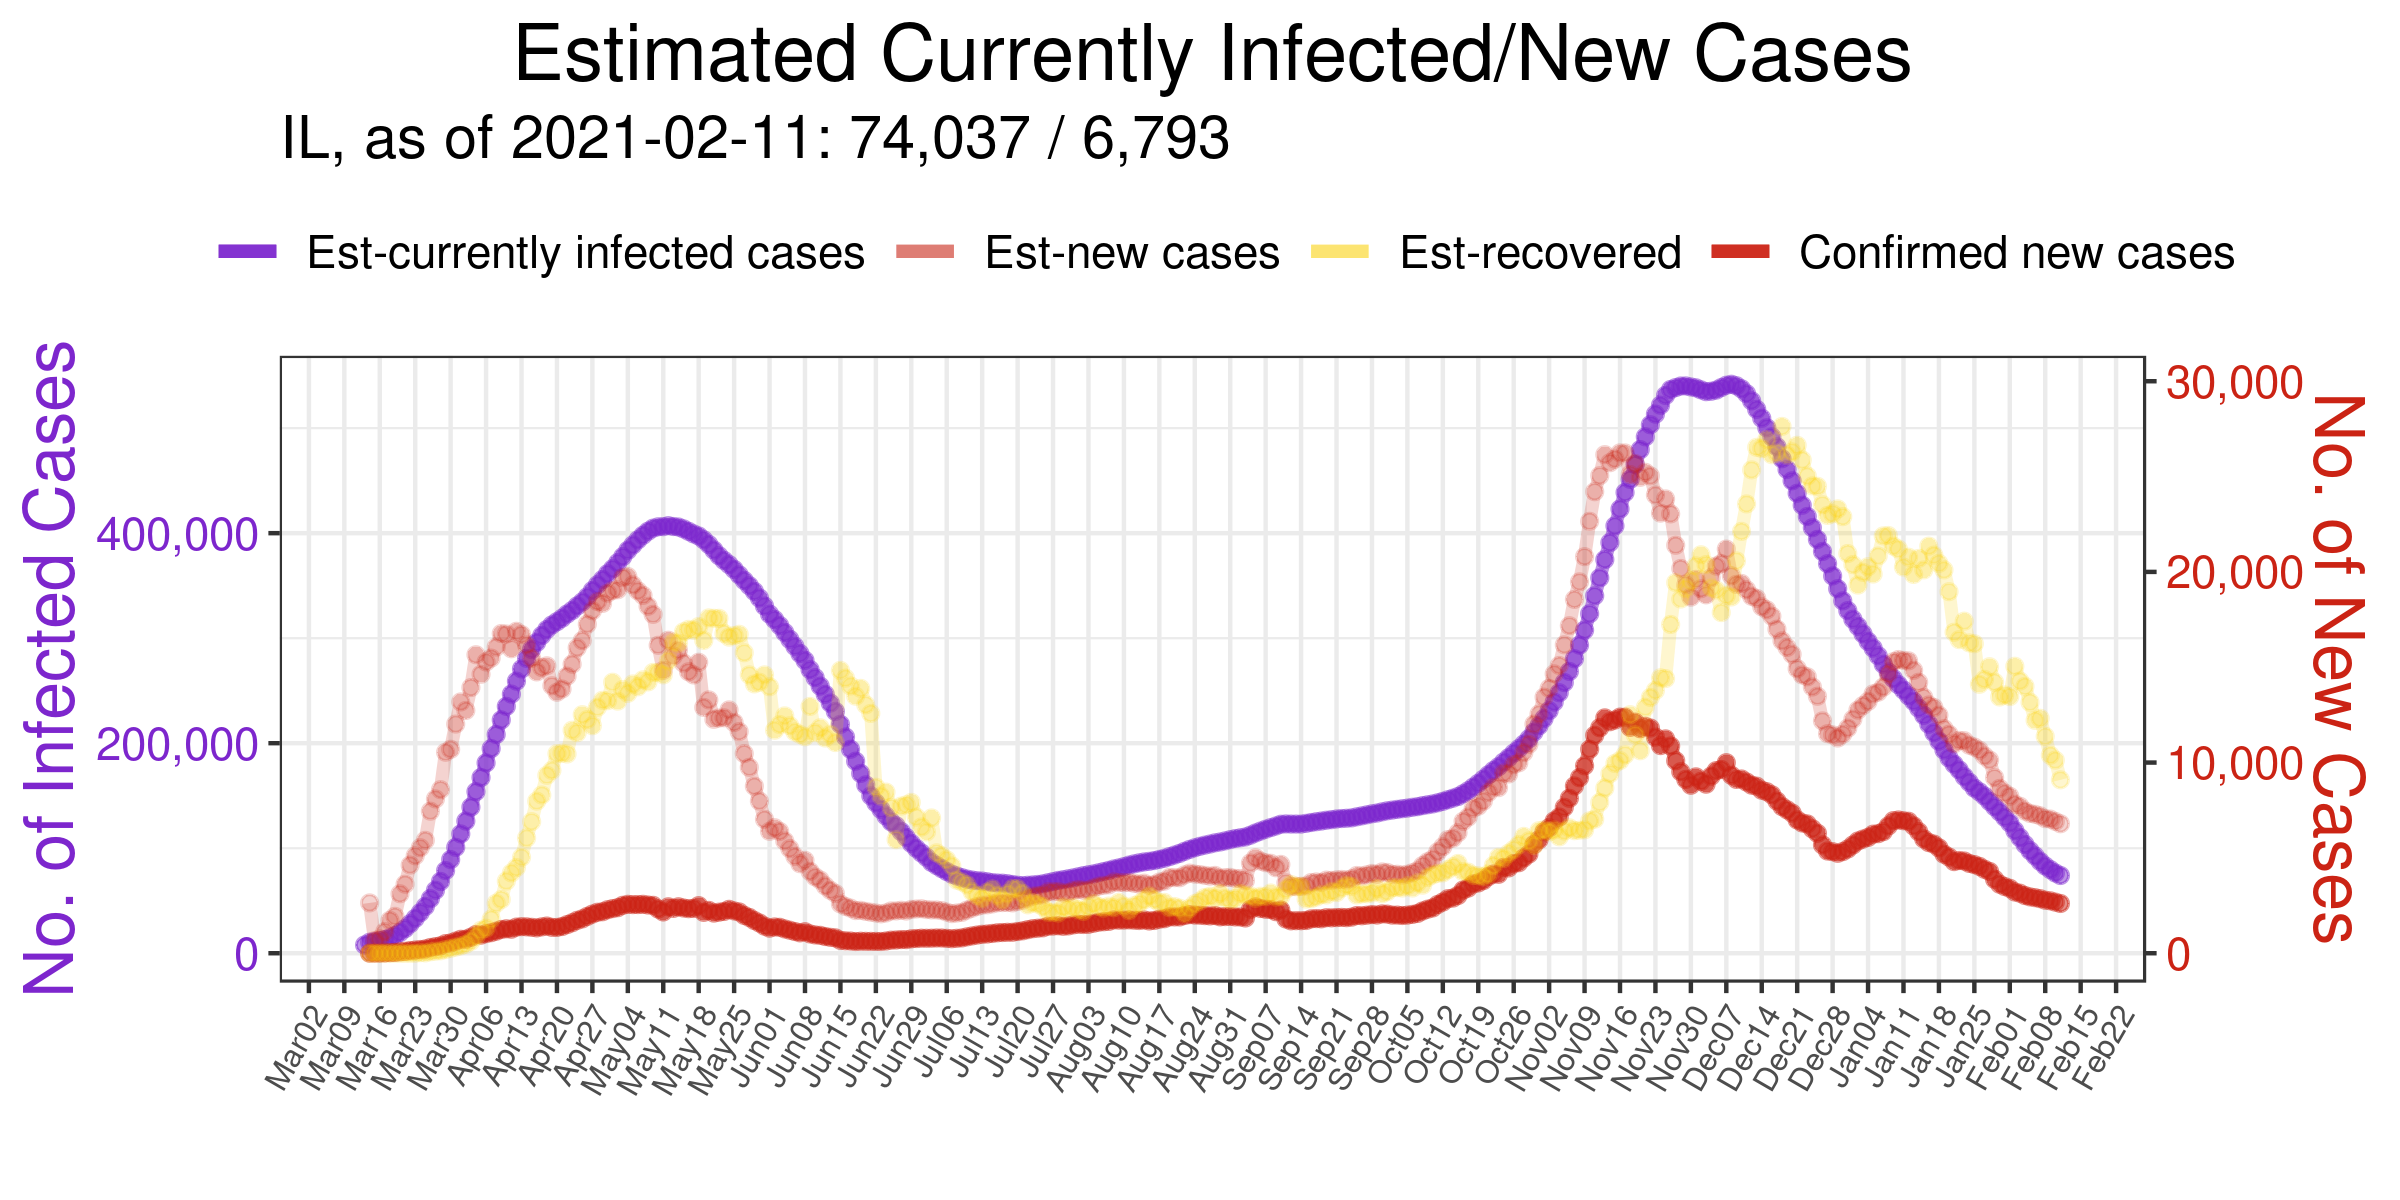 Estimated Currently Infected/New Cases
IL, as of 2021-02-11: 74,037 / 6,793
Est-currently infected cases Est-new cases Est-recovered Confirmed new cases
No. of Infected Cases
400,000
200,000
0
30,000
20,000
10,000
0
No. of New Cases
Mar02 Mar09 Mar16 Mar23 Mar30 Apr06 Apr13 Apr20 Apr27 May04 May11 May18 May25 Jun01 Jun08 Jun15 Jun22 Jun29 Jul06 Jul13 Jul20 Jul27 Aug03 Aug10 Aug17 Aug24 Aug31 Sep07 Sep14 Sep21 Sep28 Oct05 Oct12 Oct19 Oct26 Nov02 Nov09 Nov16 Nov23 Nov30 Dec07 Dec14 Dec21 Dec28 Jan04 Jan11 Jan18 Jan25 Feb01 Feb08 Feb15 Feb22